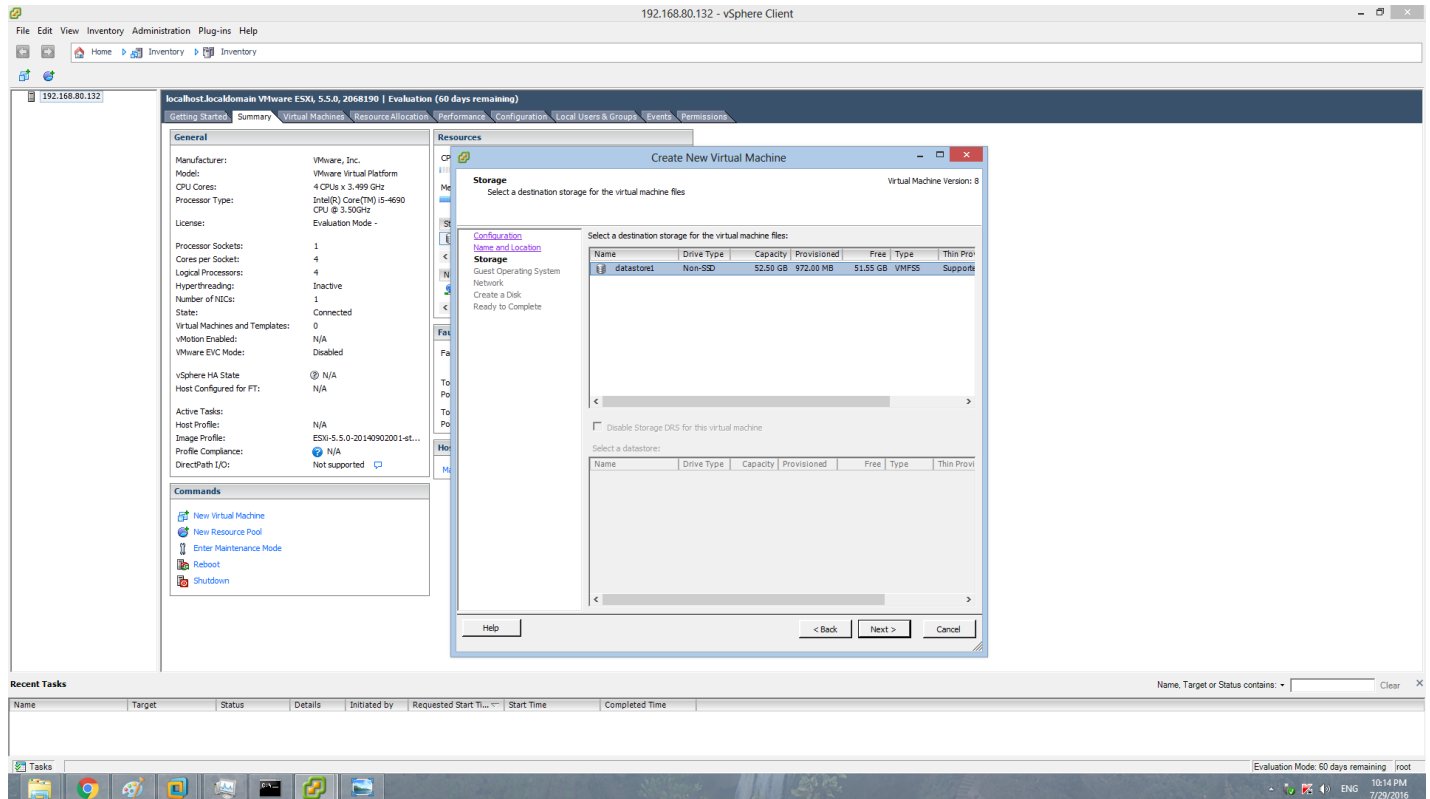 192.168.80.132 - vSphere Client
File Edit View Inventory Administration Plug-ins Help
Home Inventory Inventory
192.168.80.132
localhost.localdomain VMware ESXi, 5.5.0, 2068190 | Evaluation (60 days remaining)
Getting Started Summary Virtual Machines Resource Allocation Performance Configuration Local Users & Groups Events Permissions
General
Manufacturer: VMware, Inc.
Model: VMware Virtual Platform
CPU Cores: 4 CPUs x 3.499 GHz
Processor Type: Intel(R) Core(TM) i5-4690
CPU @ 3.50GHz
License: Evaluation Mode -
Processor Sockets: 1
Cores per Socket: 4
Logical Processors: 4
Hyperthreading: Inactive
Number of NICs: 1
State: Connected
Virtual Machines and Templates: 0
vMotion Enabled: N/A
VMware EVC Mode: Disabled
vSphere HA State N/A
Host Configured for FT: N/A
Active Tasks:
Host Profile: N/A
Image Profile: ESXi-5.5.0-20140902001-st...
Profile Compliance: N/A
DirectPath I/O: Not supported
Commands
New Virtual Machine
New Resource Pool
Enter Maintenance Mode
Reboot
Shutdown
Resources
CP
Me
St
N
Fau
Fa
To
Po
To
Po
Hos
Ma
Create New Virtual Machine
Storage
Select a destination storage for the virtual machine files
Virtual Machine Version: 8
Configuration
Name and Location
Storage
Guest Operating System
Network
Create a Disk
Ready to Complete
Select a destination storage for the virtual machine files:
Name Drive Type Capacity Provisioned Free Type Thin Prov
datastore1 Non-SSD 52.50 GB 972.00 MB 51.55 GB VMFS5 Supporte
Disable Storage DRS for this virtual machine
Select a datastore:
Name Drive Type Capacity Provisioned Free Type Thin Provi
Help < Back Next > Cancel
Recent Tasks
Name, Target or Status contains: Clear
Name Target Status Details Initiated by Requested Start Ti... Start Time Completed Time
Tasks
Evaluation Mode: 60 days remaining root
ENG
10:14 PM
7/29/2016